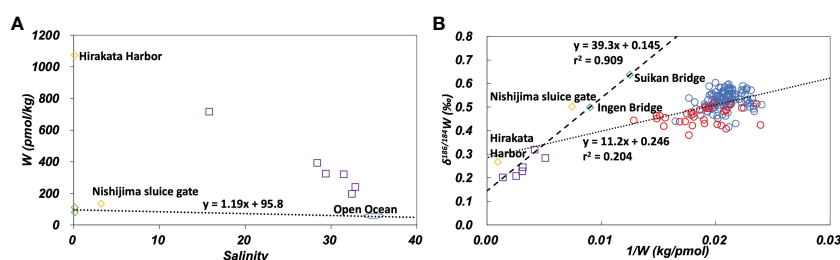 A
1200
1000
800
600
400
200
0
W (pmol/kg)
Hirakata Harbor
Nishijima sluice gate
y = 1.19x + 95.8
Open Ocean
0
10
20
30
40
Salinity
B
0.8
0.7
0.6
0.5
0.4
0.3
0.2
0.1
0.0
δ186/184W (‰)
y = 39.3x + 0.145
r² = 0.909
Suikan Bridge
Nishijima sluice gate
Ingen Bridge
Hirakata
Harbor
y = 11.2x + 0.246
r² = 0.204
0.00
0.01
0.02
0.03
1/W (kg/pmol)